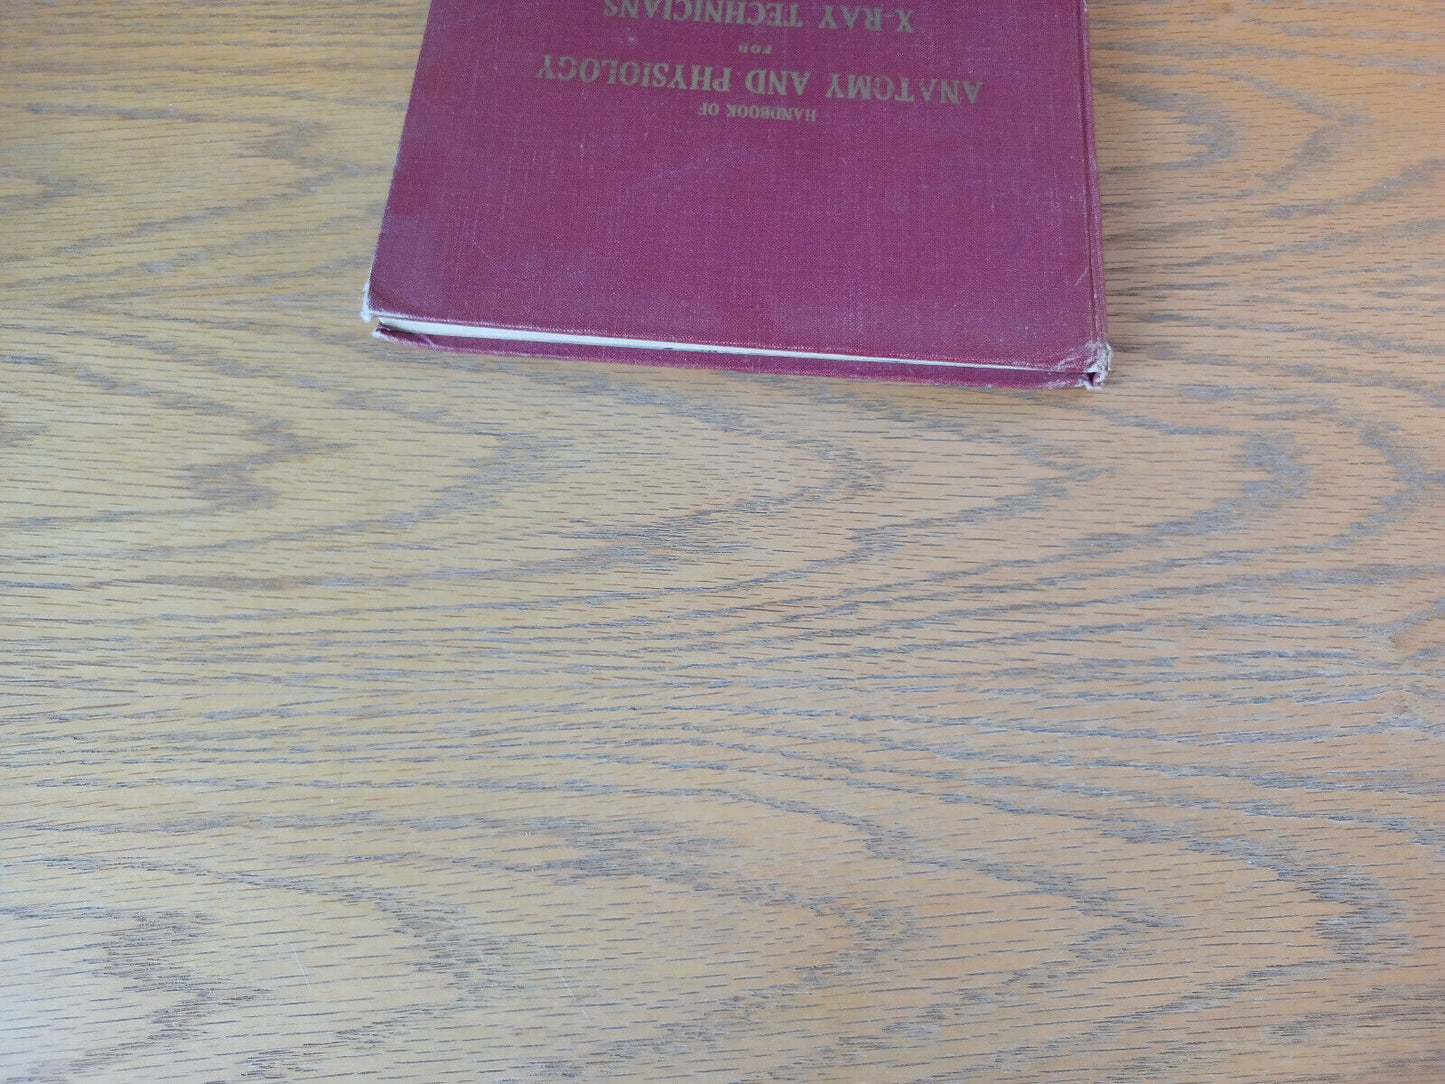 HANDBOOK OF
ANATOMY AND PHYSIOLOGY
FOR
X-RAY TECHNICIANS